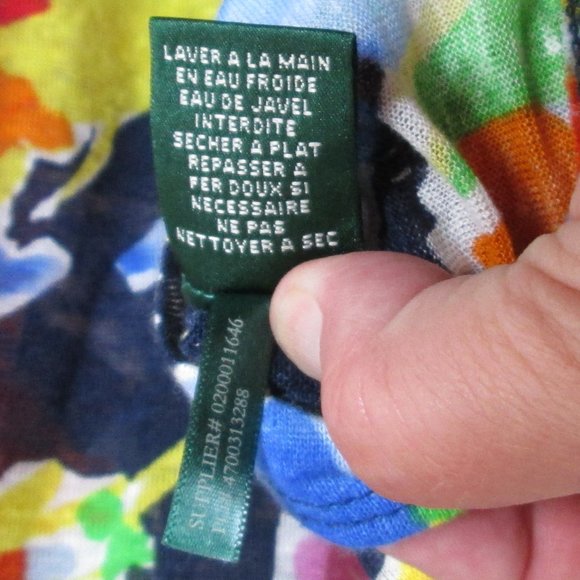 LAVER A LA MAIN
EN EAU FROIDE
EAU DE JAVEL
INTERDITE
SECHER A PLAT
REPASSER A
FER DOUX SI
NECESSAIRE
NE PAS
NETTOYER A SEC
SUPPLIER# 0200011646
4700313288